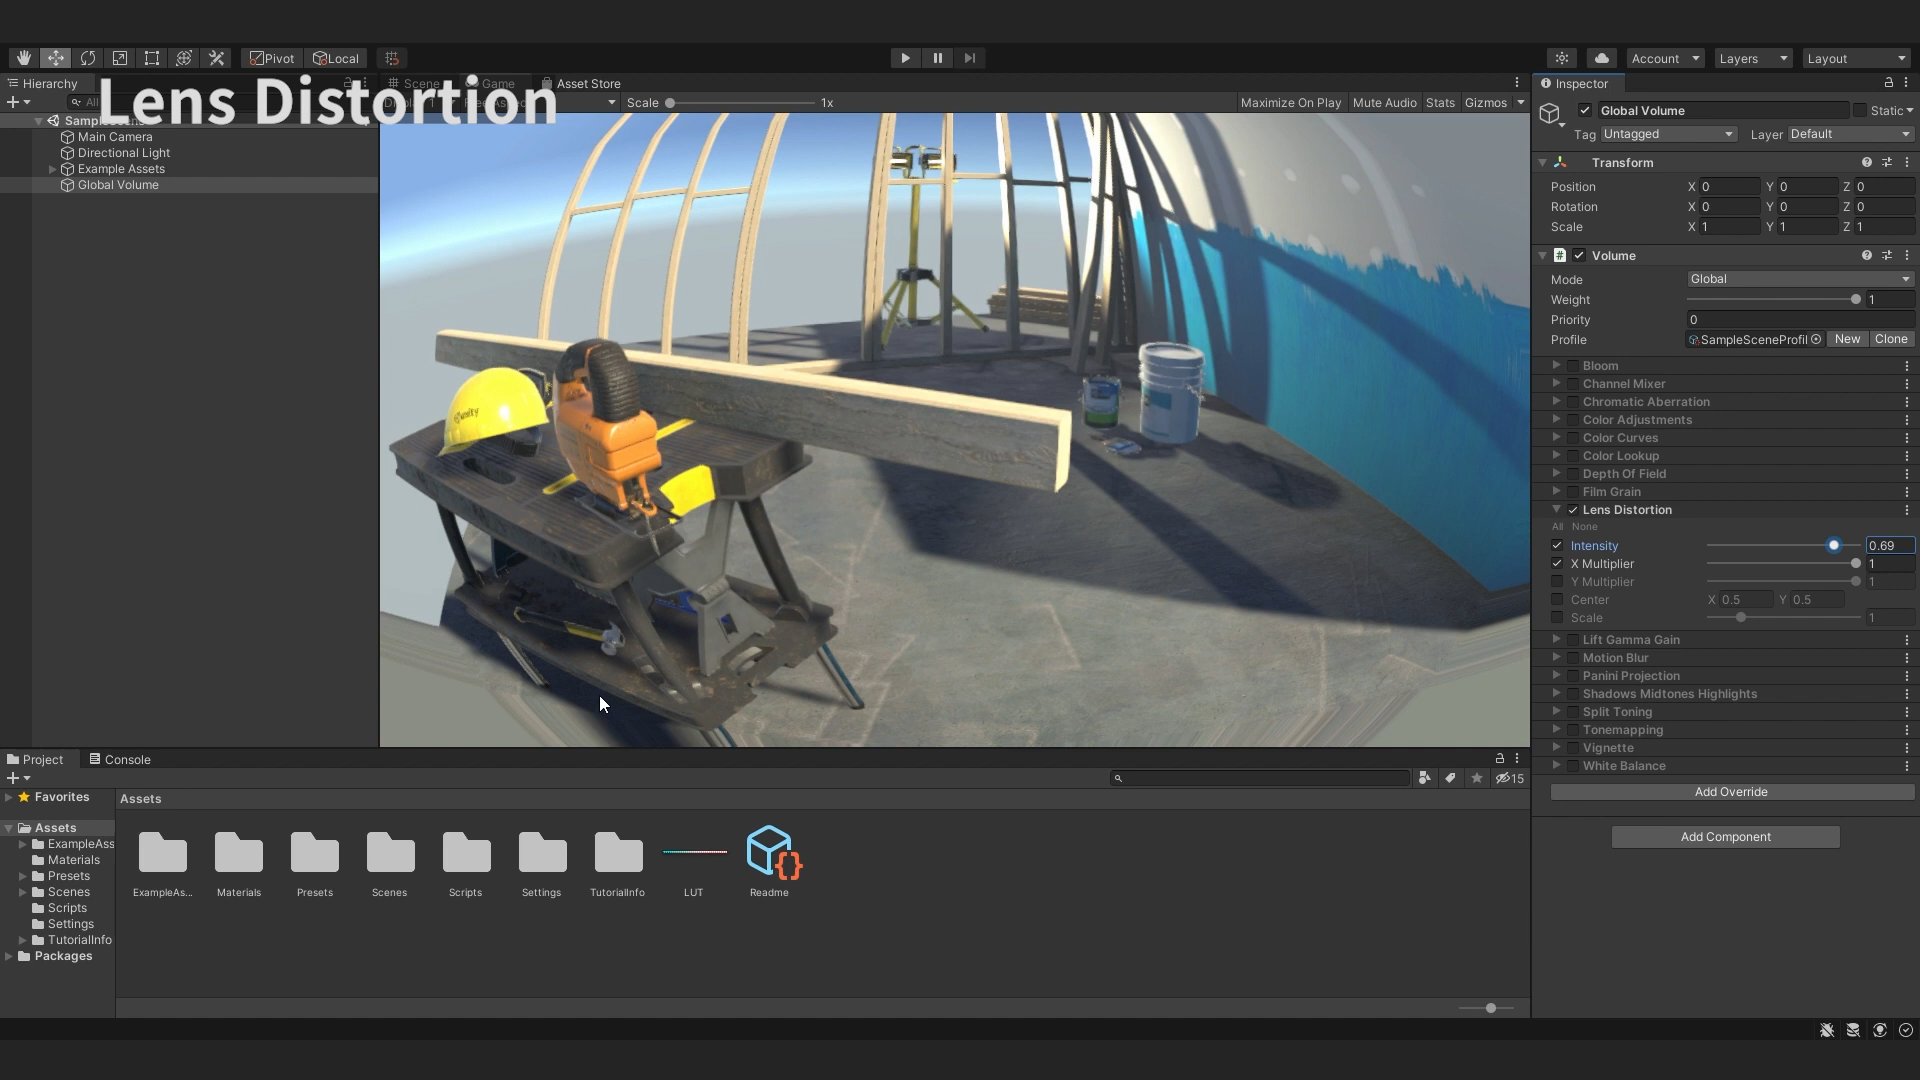 Pivot
Local
Account
Layers
Layout
Hierarchy
Scene
Game
Asset Store
Inspector
Lens Distortion
All
Scale
1x
Maximize On Play
Mute Audio
Stats
Gizmos
Main Camera
Directional Light
Example Assets
Global Volume
Global Volume
Static
Tag Untagged
Layer Default
Transform
Position X 0 Y 0 Z 0
Rotation X 0 Y 0 Z 0
Scale X 1 Y 1 Z 1
Volume
Mode Global
Weight 1
Priority 0
Profile SampleSceneProfil New Clone
Bloom
Channel Mixer
Chromatic Aberration
Color Adjustments
Color Curves
Color Lookup
Depth Of Field
Film Grain
Lens Distortion
All None
Intensity 0.69
X Multiplier 1
Y Multiplier 1
Center X 0.5 Y 0.5
Scale 1
Lift Gamma Gain
Motion Blur
Panini Projection
Shadows Midtones Highlights
Split Toning
Tonemapping
Vignette
White Balance
Add Override
Add Component
unity
Project
Console
15
Favorites
Assets
ExampleAss
Materials
Presets
Scenes
Scripts
Settings
TutorialInfo
Packages
Assets
ExampleAs...
Materials
Presets
Scenes
Scripts
Settings
TutorialInfo
LUT
Readme